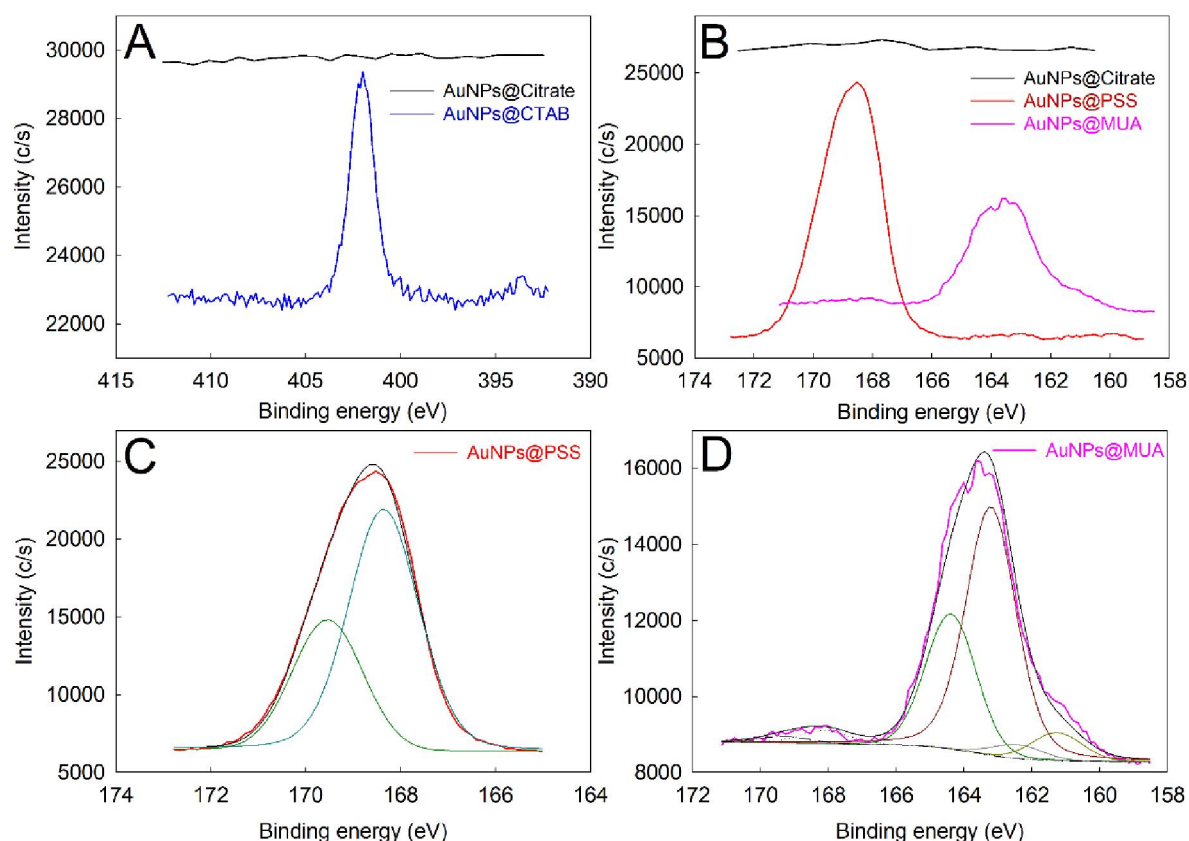 A
AuNPs@Citrate
AuNPs@CTAB
Intensity (c/s)
30000
28000
26000
24000
22000
415 410 405 400 395 390
Binding energy (eV)
B
AuNPs@Citrate
AuNPs@PSS
AuNPs@MUA
Intensity (c/s)
25000
20000
15000
10000
5000
174 172 170 168 166 164 162 160 158
Binding energy (eV)
C
AuNPs@PSS
Intensity (c/s)
25000
20000
15000
10000
5000
174 172 170 168 166 164
Binding energy (eV)
D
AuNPs@MUA
Intensity (c/s)
16000
14000
12000
10000
8000
172 170 168 166 164 162 160 158
Binding energy (eV)